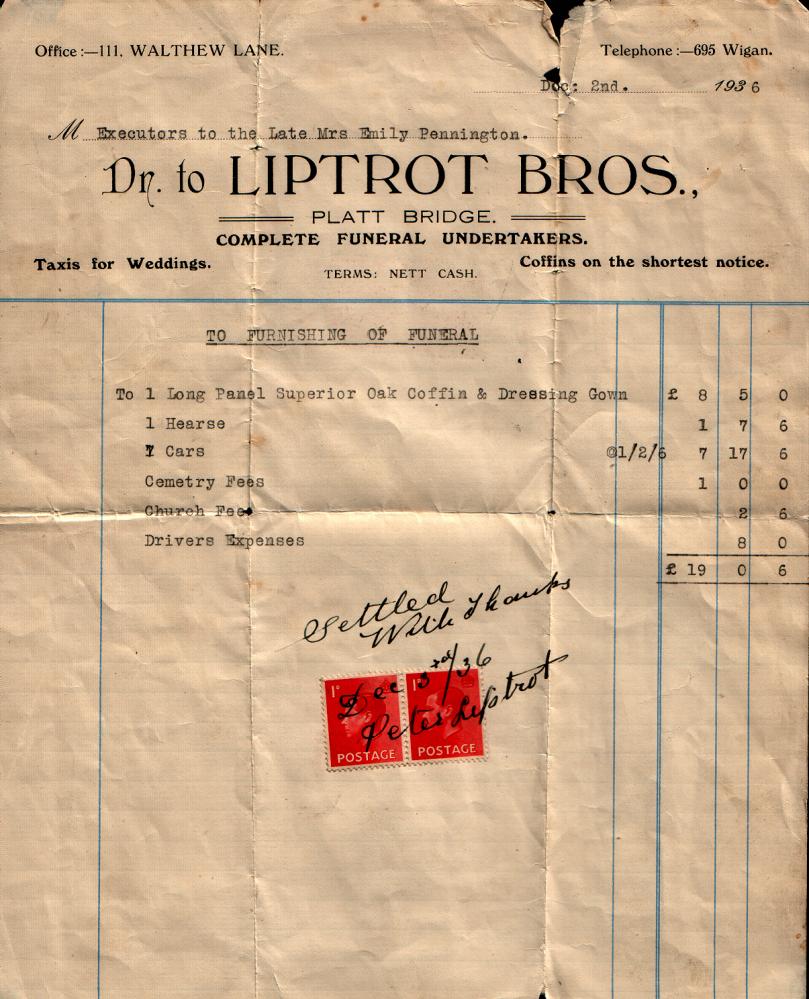 Office :—111, WALTHEW LANE.
Telephone :—695 Wigan.
Dec: 2nd. 1936
M Executors to the Late Mrs Emily Pennington.
Dr. to LIPTROT BROS.,
PLATT BRIDGE.
COMPLETE FUNERAL UNDERTAKERS.
Taxis for Weddings.
TERMS: NETT CASH.
Coffins on the shortest notice.
TO FURNISHING OF FUNERAL
To 1 Long Panel Superior Oak Coffin & Dressing Gown £ 8 5 0
1 Hearse 1 7 6
7 Cars @1/2/6 7 17 6
Cemetry Fees 1 0 0
Church Fee 2 6
Drivers Expenses 8 0
£ 19 0 6
Settled
With Thanks
Dec 3rd/36
Peter Liptrot
1D 1D
POSTAGE POSTAGE